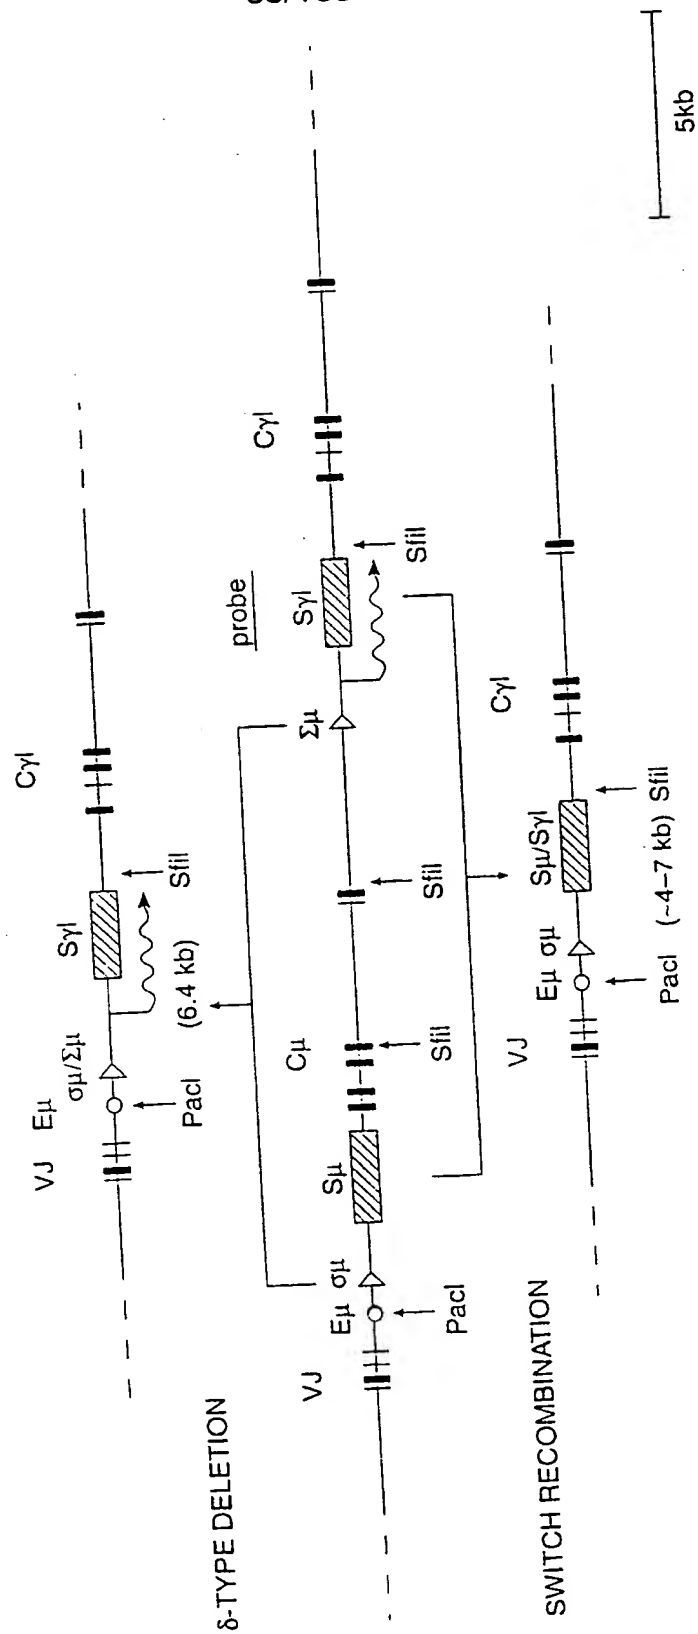 VJ Eμ σμ/Σμ Sγl Cγl
PacI SfiI
(6.4 kb)
δ-TYPE DELETION
VJ Eμ σμ Sμ Cμ Σμ Sγl Cγl
probe
PacI SfiI SfiI SfiI
SWITCH RECOMBINATION
VJ Eμ σμ Sμ/Sγl Cγl
PacI (~4–7 kb) SfiI
5kb